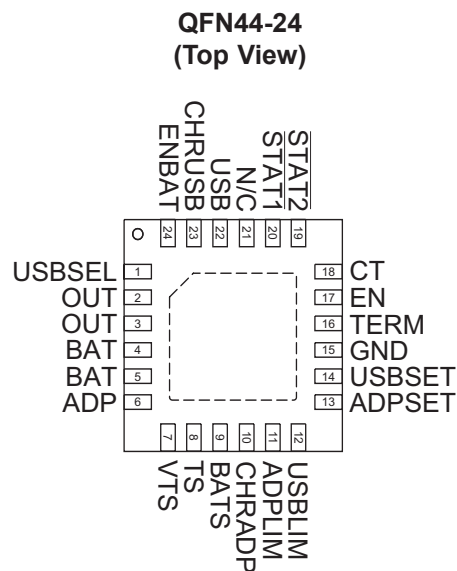 QFN44-24
(Top View)
ENBAT
CHRUSB
USB
N/C
STAT1
STAT2
24
23
22
21
20
19
USBSEL 1
OUT 2
OUT 3
BAT 4
BAT 5
ADP 6
18 CT
17 EN
16 TERM
15 GND
14 USBSET
13 ADPSET
7
8
9
10
11
12
VTS
TS
BATS
CHRADP
ADPLIM
USBLIM